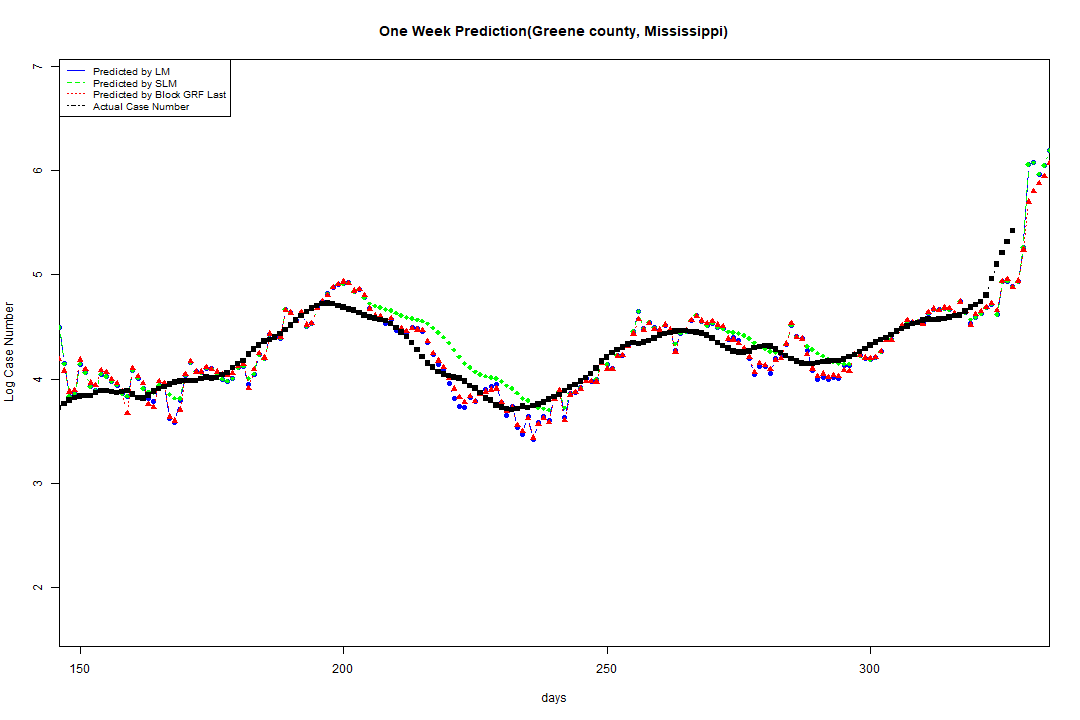 One Week Prediction(Greene county, Mississippi)
Predicted by LM
Predicted by SLM
Predicted by Block GRF Last
Actual Case Number
7
6
5
4
3
2
Log Case Number
150 200 250 300
days